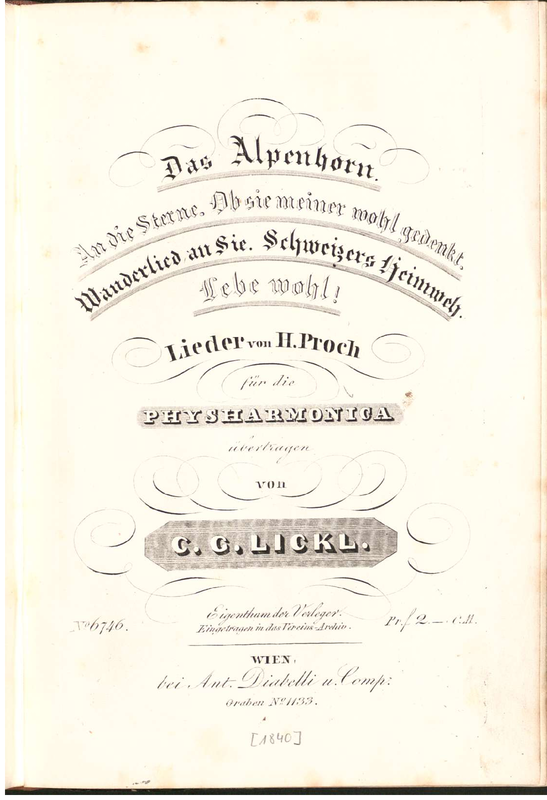 Das Alpenhorn.
An die Sterne, Ob sie meiner wohl gedenkt,
Wanderlied an Sie. Schweizers Heimweh.
Lebe wohl!
Lieder von H. Proch
für die
PHYSHARMONICA
übertragen
von
C. G. LICKL.
No 6746.
Eigenthum der Verleger.
Eingetragen in das Vereins-Archiv.
Pr. f 2._ C.M.
WIEN,
bei Ant. Diabelli u. Comp:
Graben No 1133.
[1840]